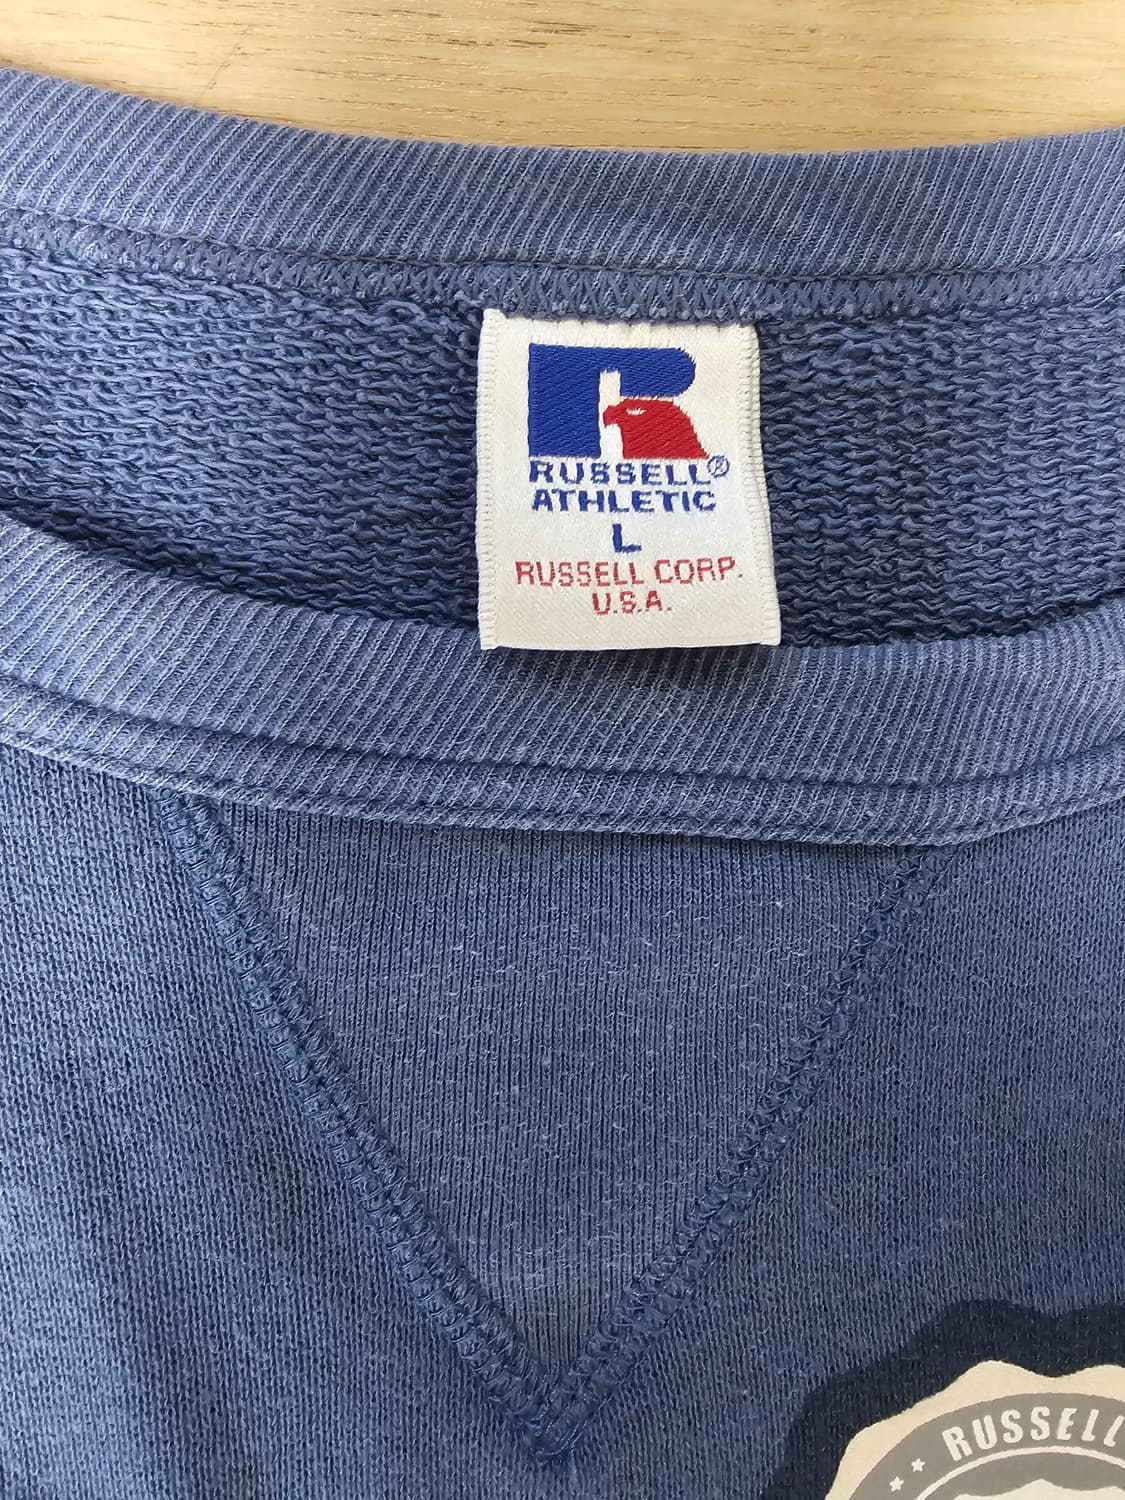 RUSSELL®
ATHLETIC
L
RUSSELL CORP.
U.S.A.
RUSSELL